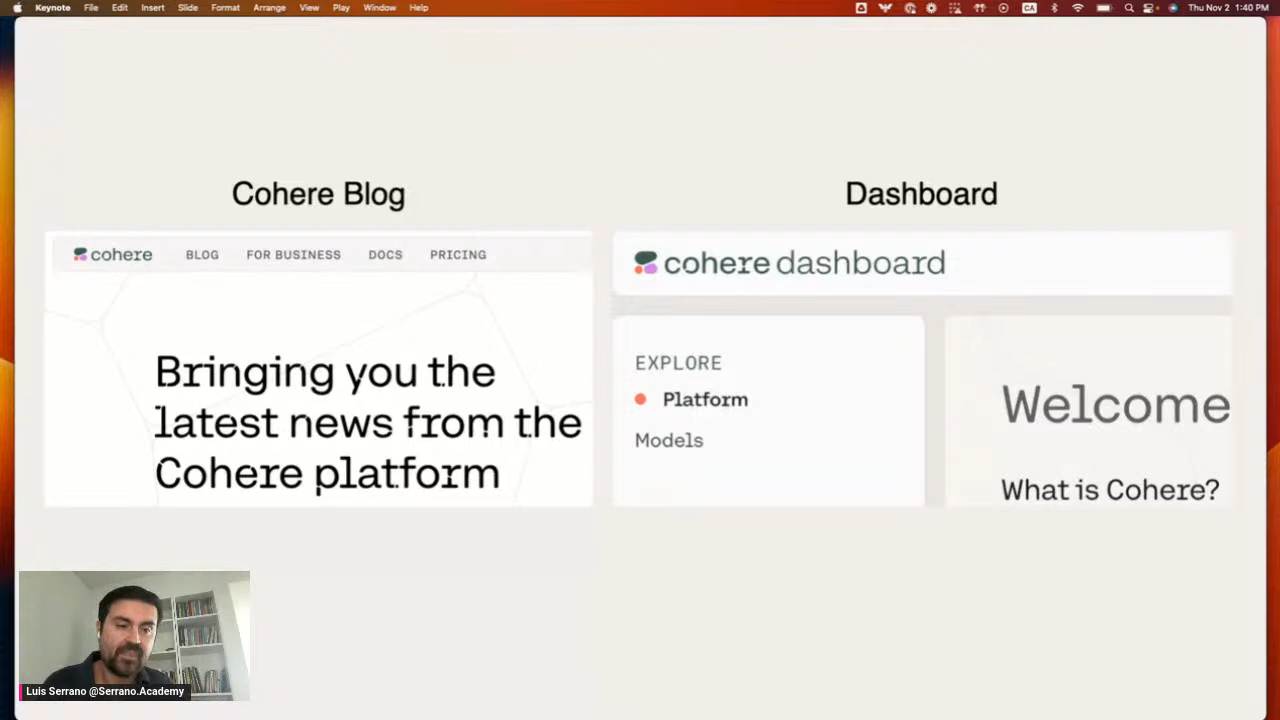 Keynote File Edit Insert Slide Format Arrange View Play Window Help CA Thu Nov 2 1:40 PM
Cohere Blog
cohere BLOG FOR BUSINESS DOCS PRICING
Bringing you the
latest news from the
Cohere platform
Dashboard
cohere dashboard
EXPLORE
Platform
Models
Welcome
What is Cohere?
Luis Serrano @Serrano.Academy